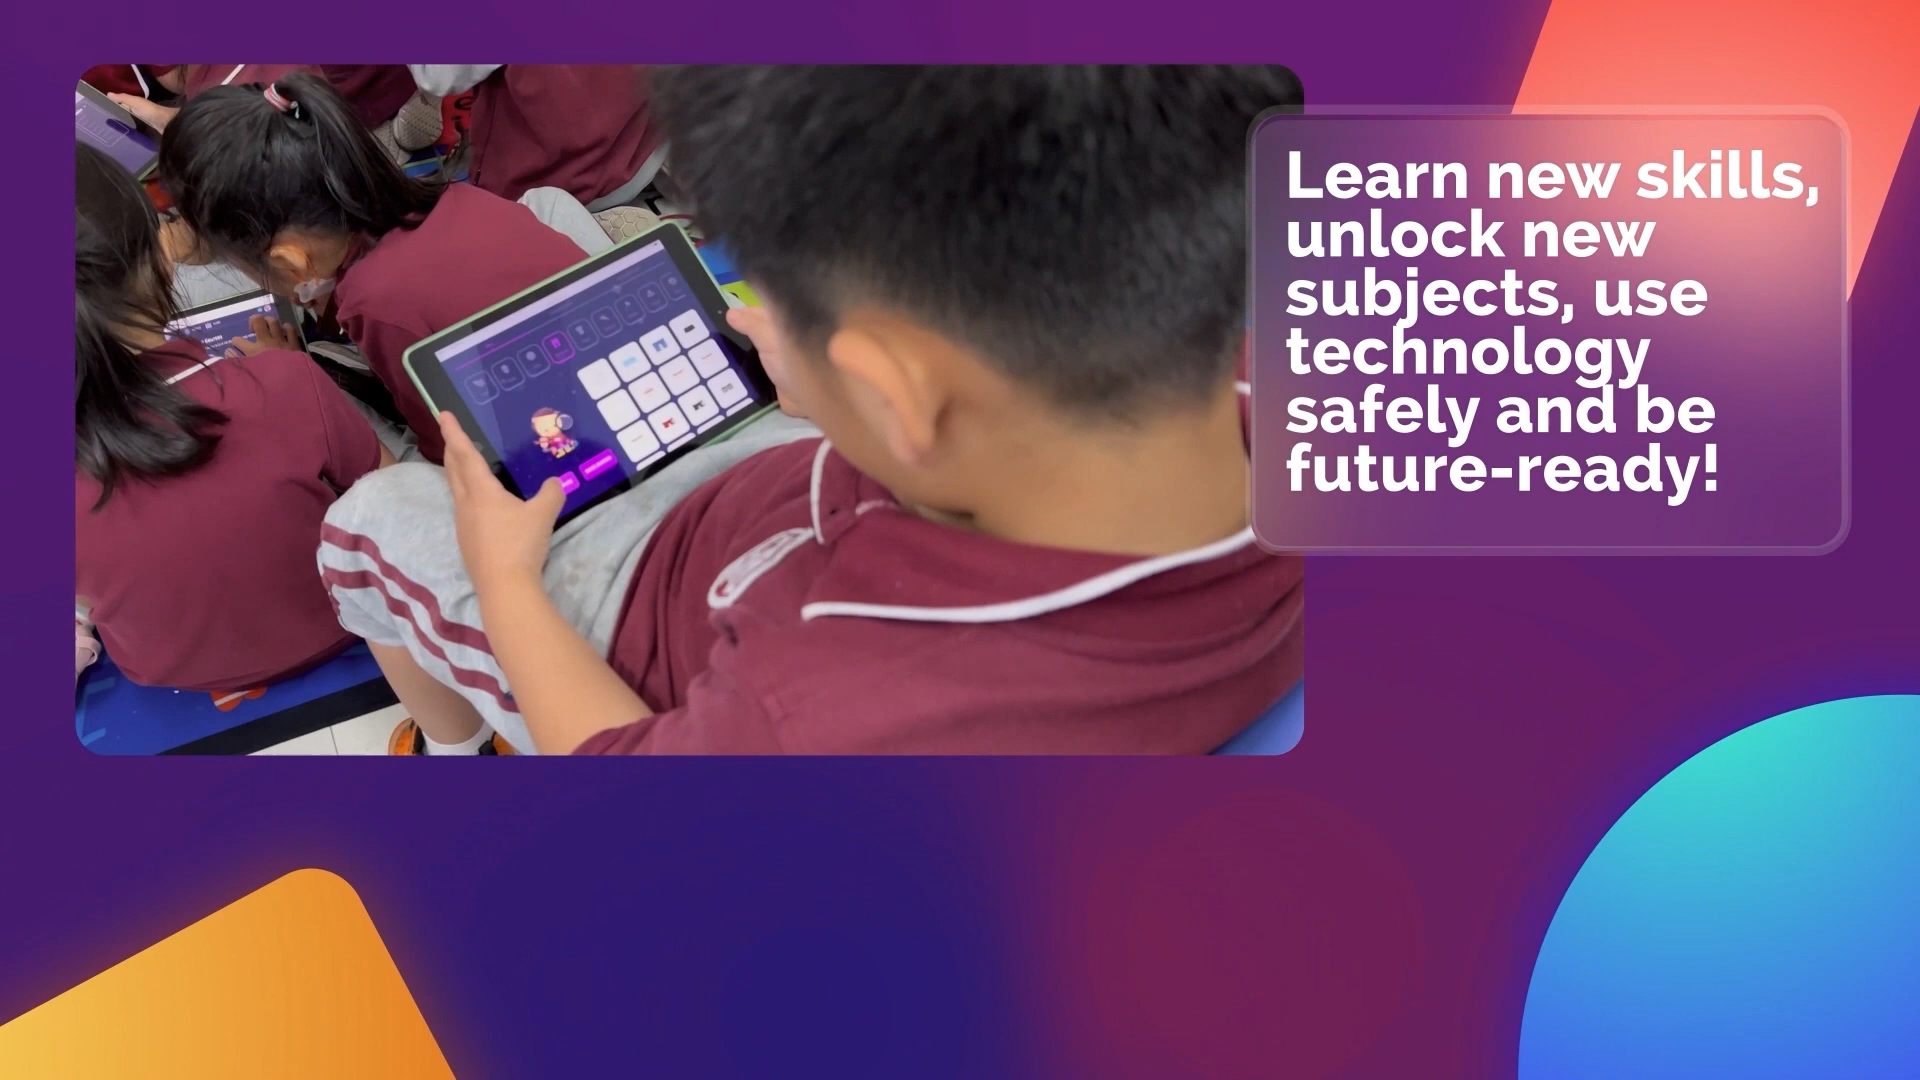 Learn new skills,
unlock new
subjects, use
technology
safely and be
future-ready!